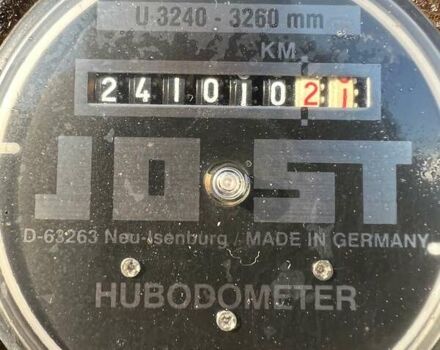 U 3240 - 3260 mm
KM
24101021
JOST
D-63263 Neu-Isenburg / MADE IN GERMANY
HUBODOMETER